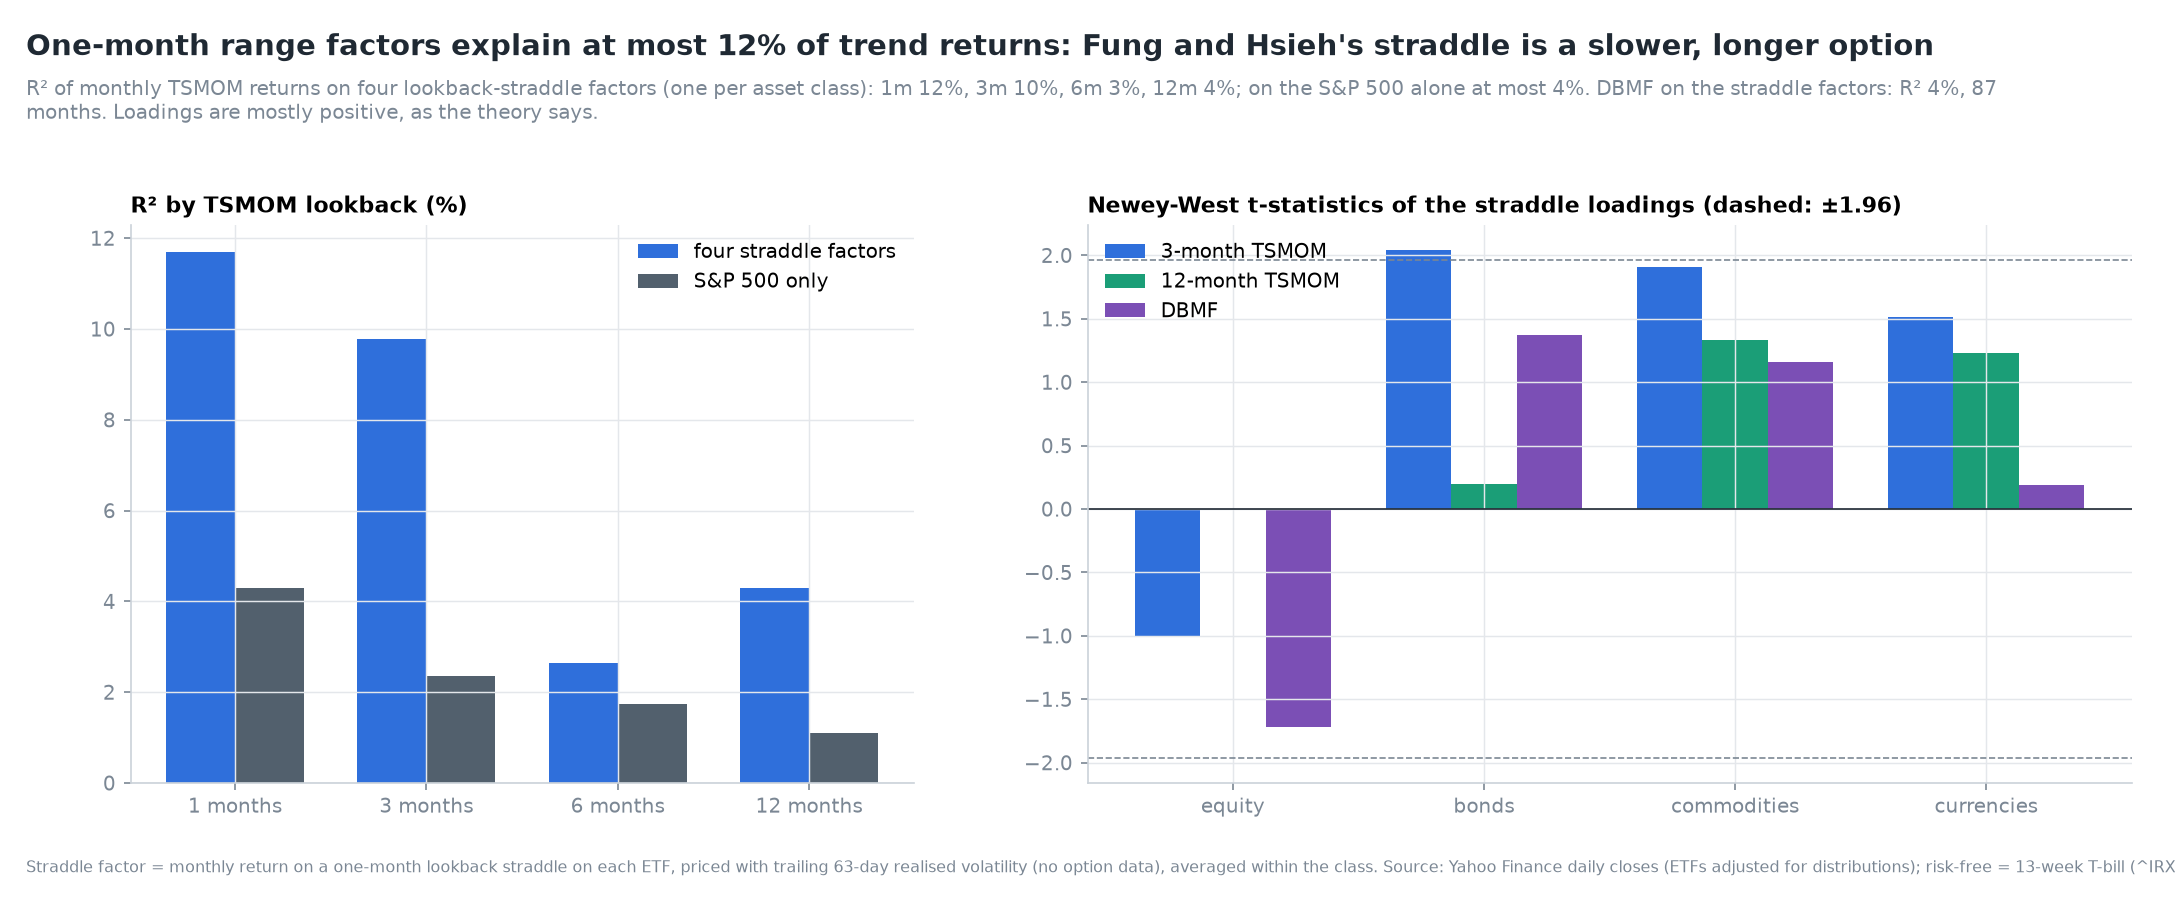 One-month range factors explain at most 12% of trend returns: Fung and Hsieh's straddle is a slower, longer option
R² of monthly TSMOM returns on four lookback-straddle factors (one per asset class): 1m 12%, 3m 10%, 6m 3%, 12m 4%; on the S&P 500 alone at most 4%. DBMF on the straddle factors: R² 4%, 87
months. Loadings are mostly positive, as the theory says.
R² by TSMOM lookback (%)
12
10
8
6
4
2
0
four straddle factors
S&P 500 only
1 months
3 months
6 months
12 months
Newey-West t-statistics of the straddle loadings (dashed: ±1.96)
2.0
1.5
1.0
0.5
0.0
−0.5
−1.0
−1.5
−2.0
3-month TSMOM
12-month TSMOM
DBMF
equity
bonds
commodities
currencies
Straddle factor = monthly return on a one-month lookback straddle on each ETF, priced with trailing 63-day realised volatility (no option data), averaged within the class. Source: Yahoo Finance daily closes (ETFs adjusted for distributions); risk-free = 13-week T-bill (^IRX